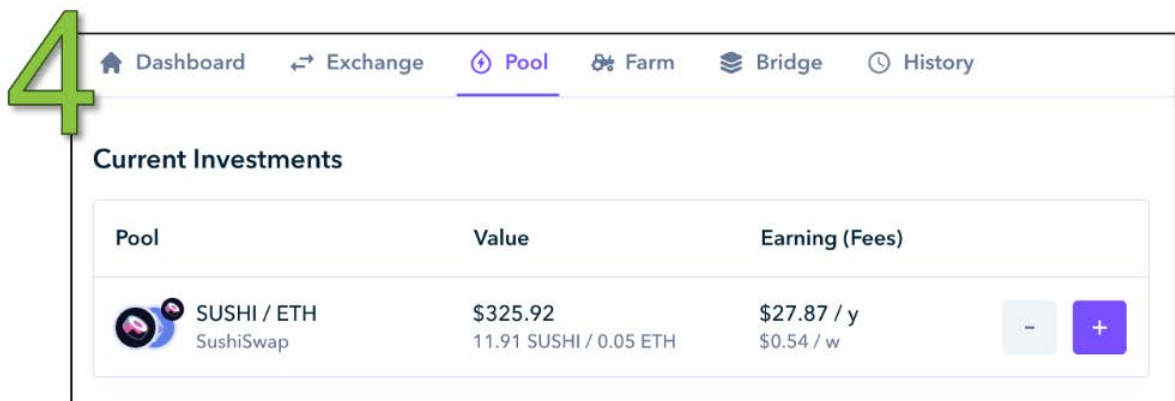 4
Dashboard Exchange Pool Farm Bridge History
Current Investments
Pool Value Earning (Fees)
SUSHI / ETH $325.92 $27.87 / y
SushiSwap 11.91 SUSHI / 0.05 ETH $0.54 / w
- +